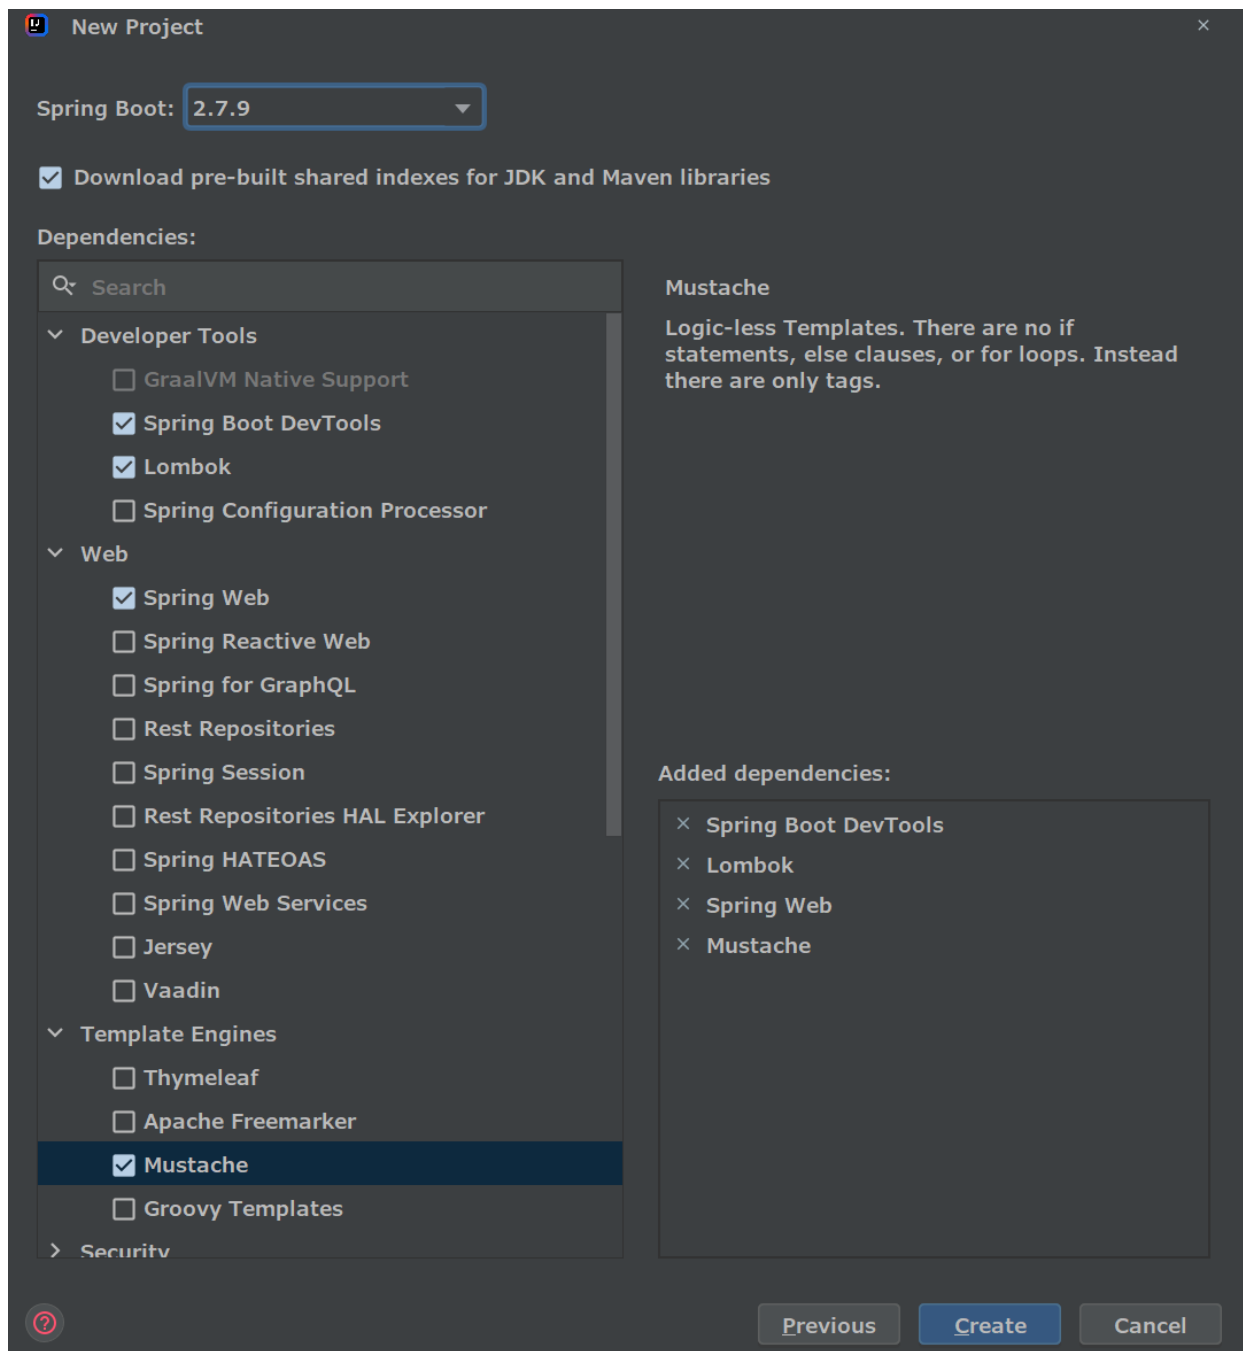 New Project
Spring Boot: 2.7.9
Download pre-built shared indexes for JDK and Maven libraries
Dependencies:
Search
Developer Tools
GraalVM Native Support
Spring Boot DevTools
Lombok
Spring Configuration Processor
Web
Spring Web
Spring Reactive Web
Spring for GraphQL
Rest Repositories
Spring Session
Rest Repositories HAL Explorer
Spring HATEOAS
Spring Web Services
Jersey
Vaadin
Template Engines
Thymeleaf
Apache Freemarker
Mustache
Groovy Templates
Security
Mustache
Logic-less Templates. There are no if
statements, else clauses, or for loops. Instead
there are only tags.
Added dependencies:
Spring Boot DevTools
Lombok
Spring Web
Mustache
Previous
Create
Cancel